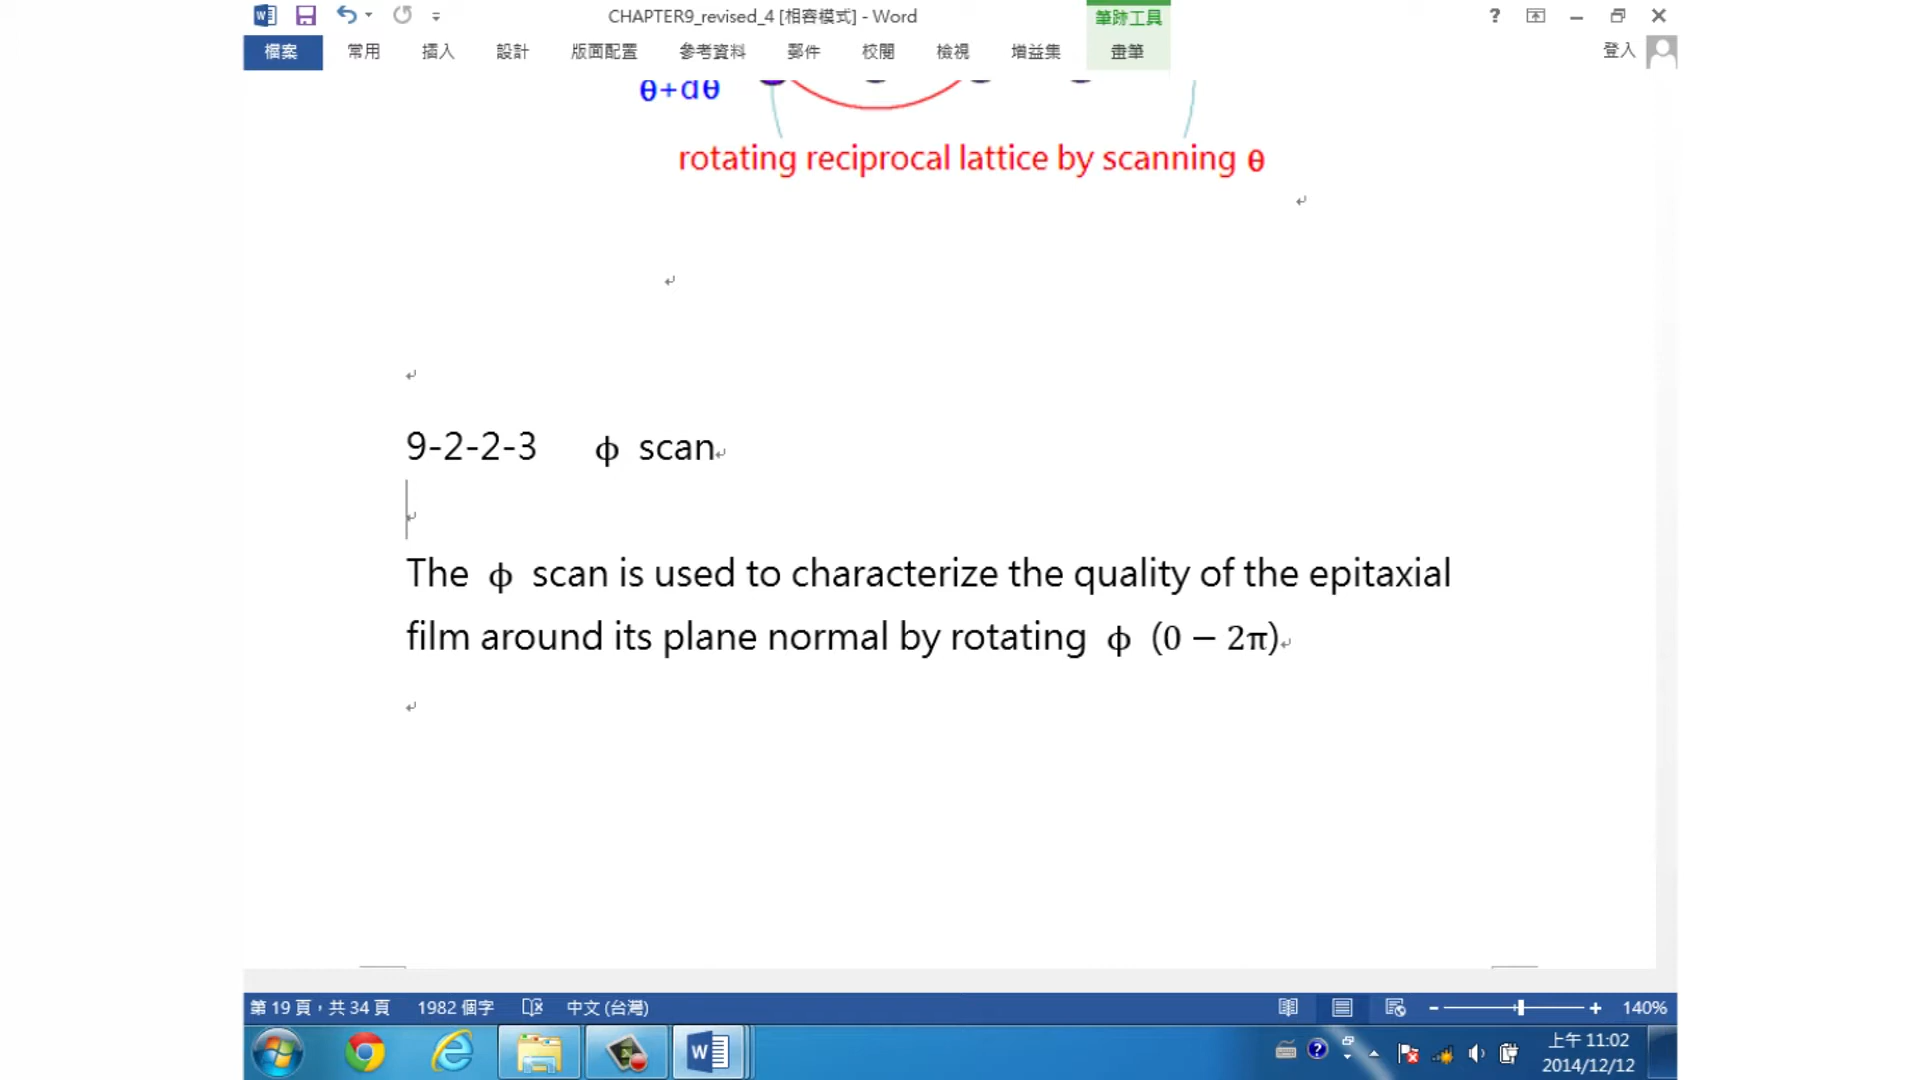 CHAPTER9_revised_4 [相容模式] - Word
筆跡工具
?
檔案 常用 插入 設計 版面配置 參考資料 郵件 校閱 檢視 增益集 畫筆
登入
θ+dθ
rotating reciprocal lattice by scanning θ
9-2-2-3 ϕ scan
The ϕ scan is used to characterize the quality of the epitaxial
film around its plane normal by rotating ϕ (0 − 2π)
第 19 頁，共 34 頁 1982 個字 中文 (台灣) 140%
上午 11:02
2014/12/12